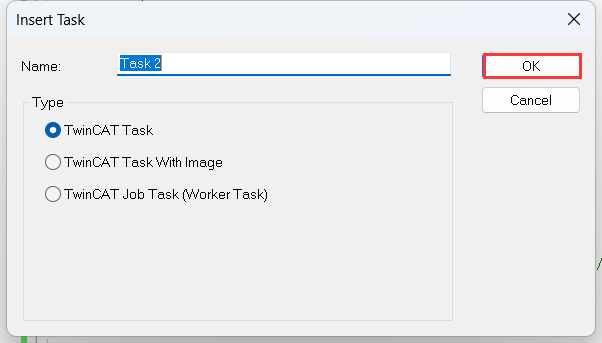 Insert Task
Name:
Task 2
OK
Cancel
Type
TwinCAT Task
TwinCAT Task With Image
TwinCAT Job Task (Worker Task)
/